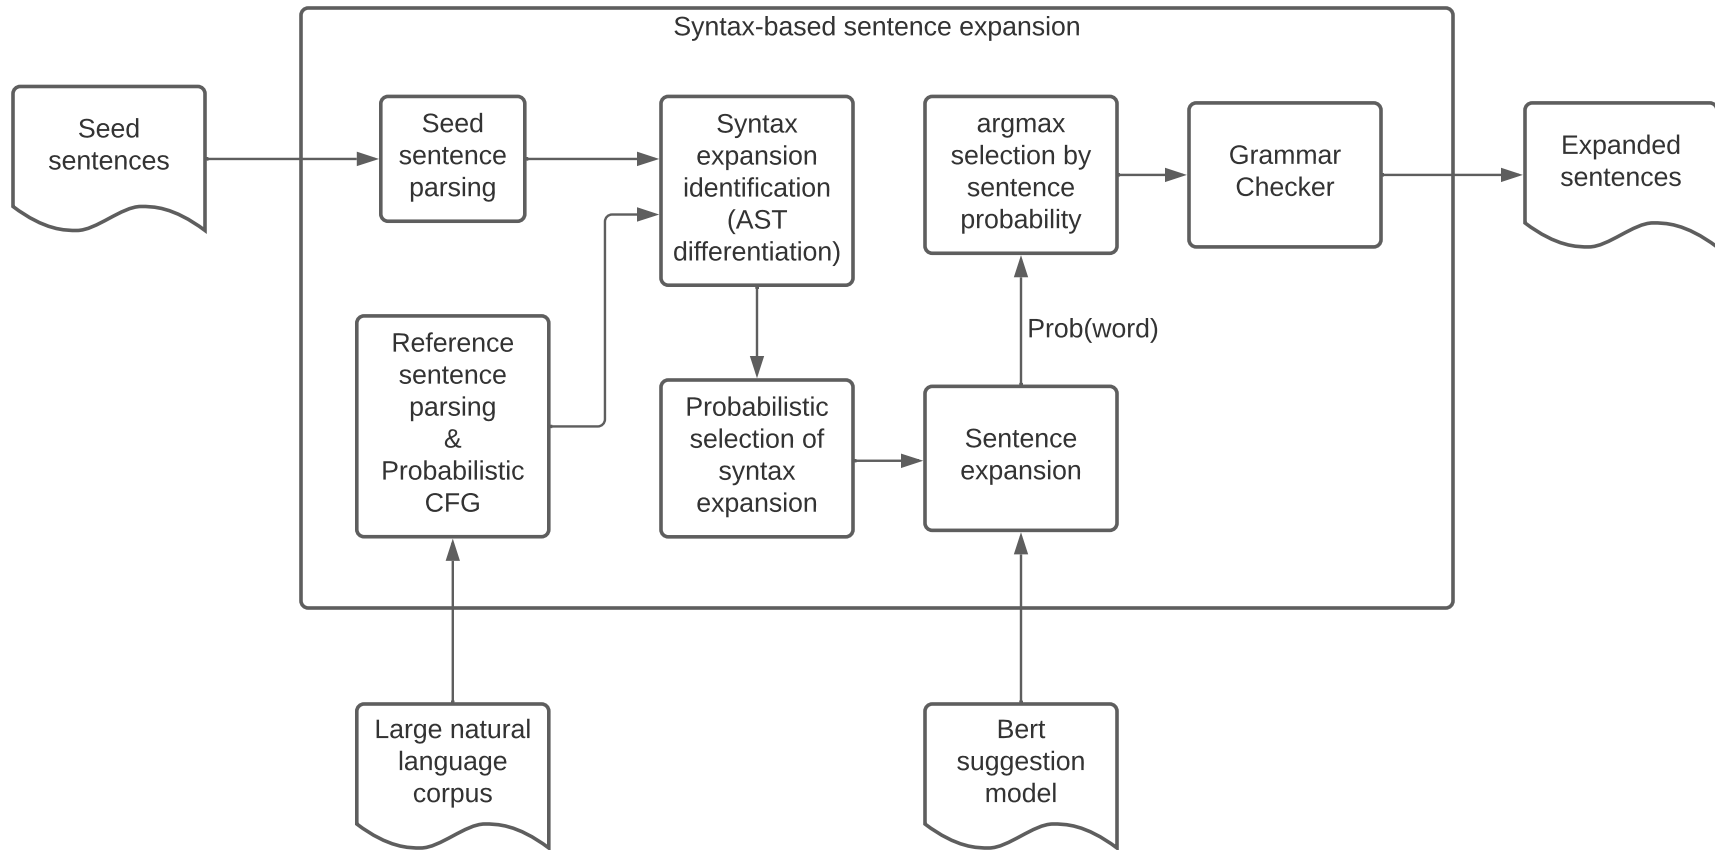 Syntax-based sentence expansion
Seed
sentences
Seed
sentence
parsing
Syntax
expansion
identification
(AST
differentiation)
argmax
selection by
sentence
probability
Grammar
Checker
Expanded
sentences
Prob(word)
Reference
sentence
parsing
&
Probabilistic
CFG
Probabilistic
selection of
syntax
expansion
Sentence
expansion
Large natural
language
corpus
Bert
suggestion
model